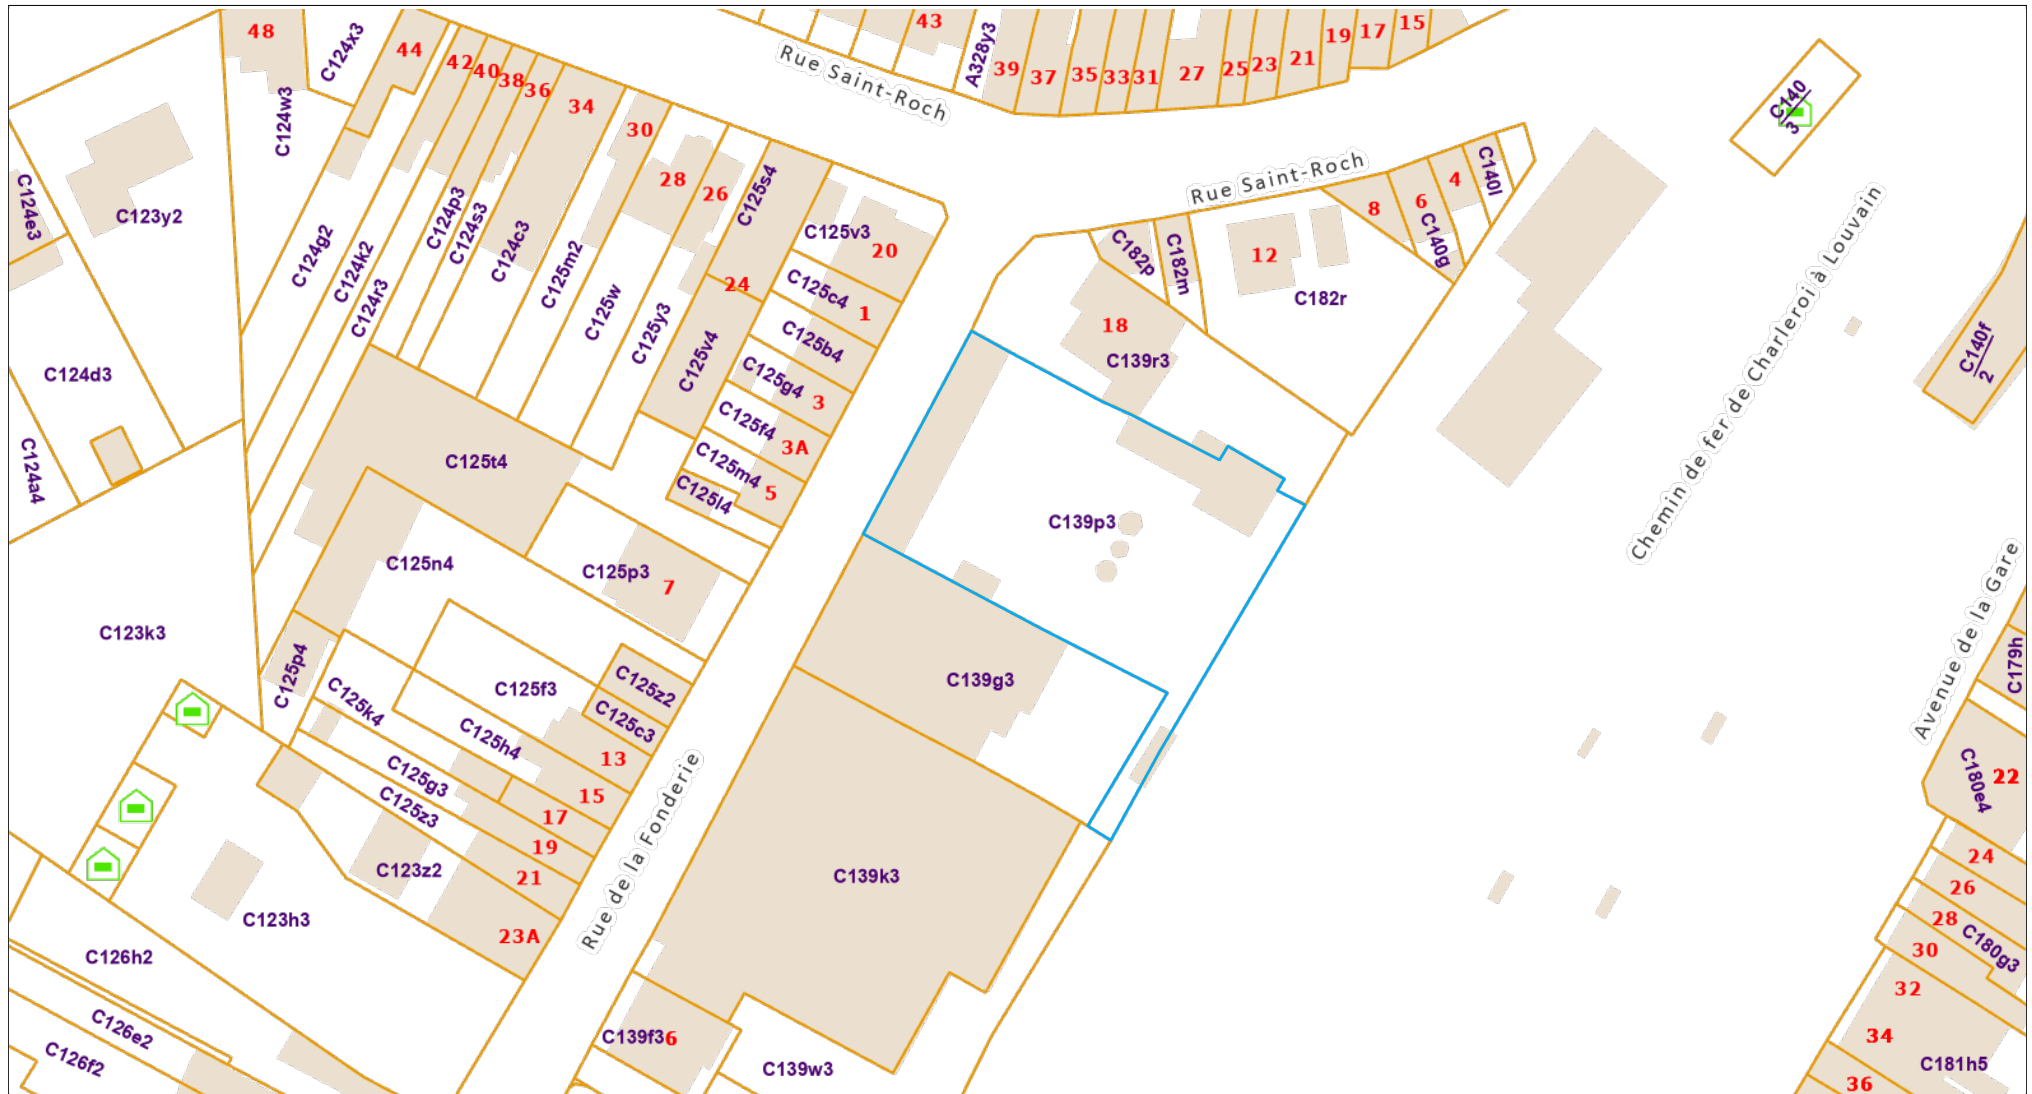 48
C124x3
44
42
40
38
36
34
30
28
26
C124w3
C124e3
C123y2
C124g2
C124k2
C124r3
C124p3
C124s3
C124c3
C125m2
C125w
C125y3
C125s4
24
C125v4
C125v3
20
C125c4
1
C125b4
C125g4
3
C125f4
3A
C125m4
5
C125l4
C124d3
C124a4
C125t4
C125n4
C125p3
7
C123k3
C125p4
C125k4
C125f3
C125z2
C125c3
13
C125h4
15
C125g3
17
C125z3
19
21
C123z2
23A
C123h3
C126h2
C126e2
C126f2
Rue de la Fonderie
Rue Saint-Roch
43
A328y3
39
37
35
33
31
27
25
23
21
19
17
15
Rue Saint-Roch
C182p
C182m
12
C182r
8
6
C140g
4
C140l
18
C139r3
C139p3
C139g3
C139k3
C139f3
6
C139w3
C140
3
Chemin de fer de Charleroi à Louvain
C140f
2
Avenue de la Gare
C179h
C180e4
22
24
26
28
C180g3
30
32
34
C181h5
36